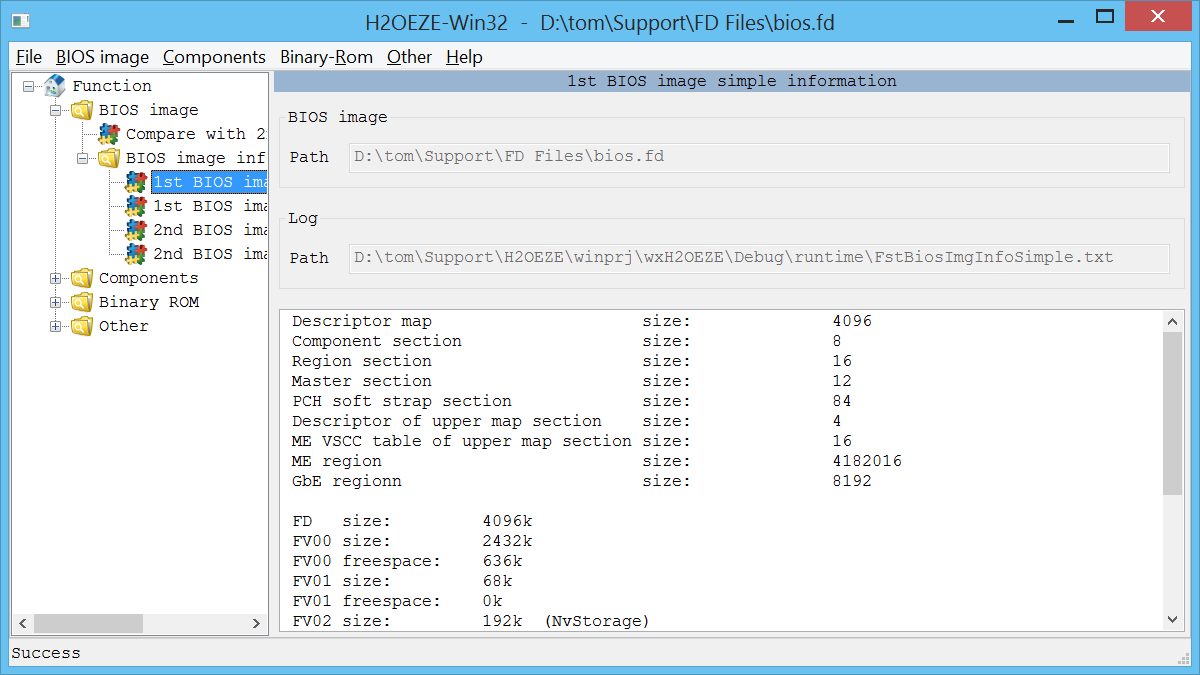 H2OEZE-Win32 - D:\tom\Support\FD Files\bios.fd
File BIOS image Components Binary-Rom Other Help
Function
BIOS image
Compare with 2
BIOS image inf
1st BIOS ima
1st BIOS ima
2nd BIOS ima
2nd BIOS ima
Components
Binary ROM
Other
1st BIOS image simple information
BIOS image
Path D:\tom\Support\FD Files\bios.fd
Log
Path D:\tom\Support\H2OEZE\winprj\wxH2OEZE\Debug\runtime\FstBiosImgInfoSimple.txt
Descriptor map size: 4096
Component section size: 8
Region section size: 16
Master section size: 12
PCH soft strap section size: 84
Descriptor of upper map section size: 4
ME VSCC table of upper map section size: 16
ME region size: 4182016
GbE regionn size: 8192
FD size: 4096k
FV00 size: 2432k
FV00 freespace: 636k
FV01 size: 68k
FV01 freespace: 0k
FV02 size: 192k (NvStorage)
Success